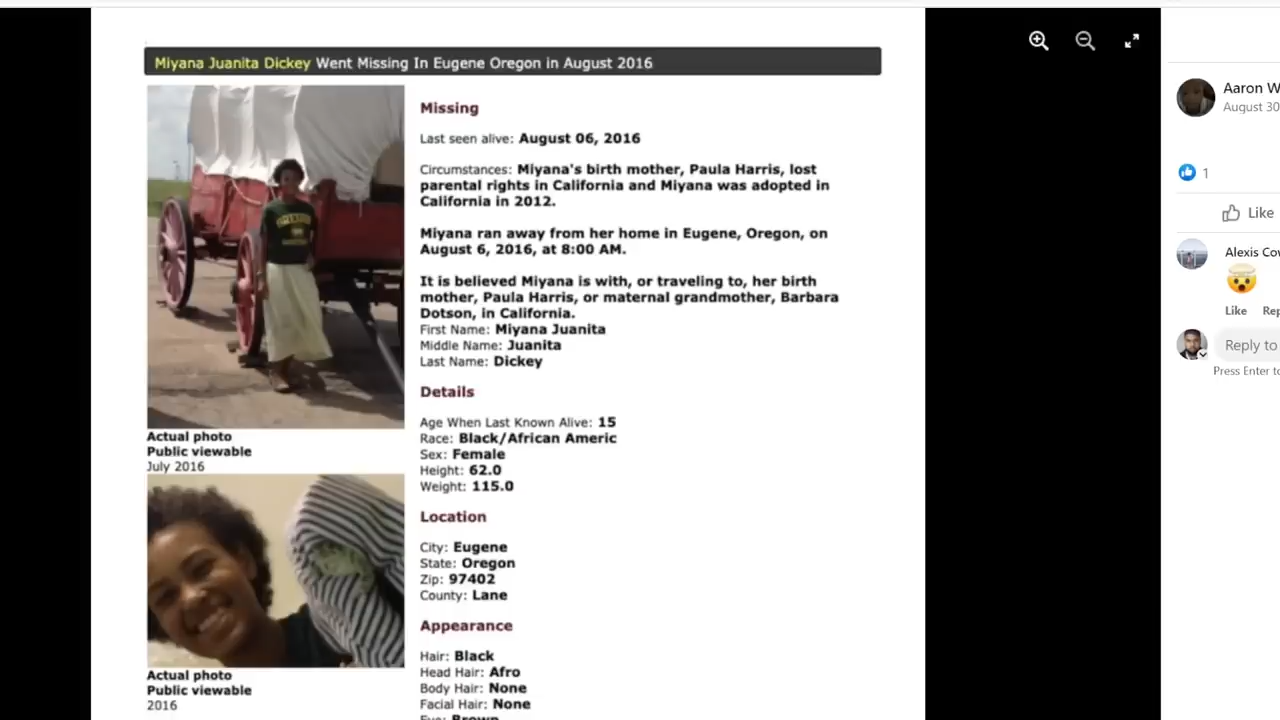 Miyana Juanita Dickey Went Missing In Eugene Oregon in August 2016
Missing
Last seen alive: August 06, 2016
Circumstances: Miyana's birth mother, Paula Harris, lost
parental rights in California and Miyana was adopted in
California in 2012.
Miyana ran away from her home in Eugene, Oregon, on
August 6, 2016, at 8:00 AM.
It is believed Miyana is with, or traveling to, her birth
mother, Paula Harris, or maternal grandmother, Barbara
Dotson, in California.
First Name: Miyana Juanita
Middle Name: Juanita
Last Name: Dickey
Details
Age When Last Known Alive: 15
Race: Black/African Americ
Sex: Female
Height: 62.0
Weight: 115.0
Location
City: Eugene
State: Oregon
Zip: 97402
County: Lane
Appearance
Hair: Black
Head Hair: Afro
Body Hair: None
Facial Hair: None
Eye: Brown
OREGON
Actual photo
Public viewable
July 2016
Actual photo
Public viewable
2016
Aaron W
August 30
1
Like
Alexis Cov
Like Rep
Reply to
Press Enter to